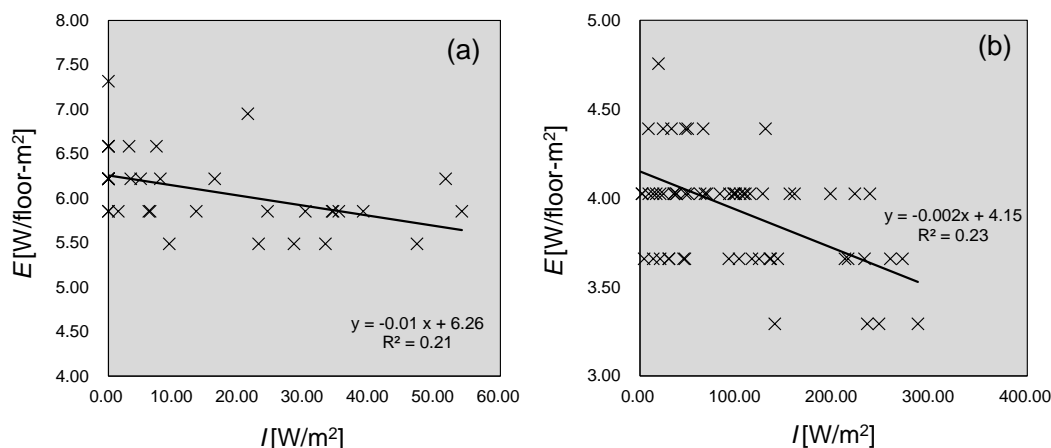 (a)
8.00
7.50
7.00
6.50
6.00
5.50
5.00
4.50
4.00
E [W/floor-m²]
y = -0.01 x + 6.26
R² = 0.21
0.00 10.00 20.00 30.00 40.00 50.00 60.00
I [W/m²]
(b)
5.00
4.50
4.00
3.50
3.00
E [W/floor-m²]
y = -0.002x + 4.15
R² = 0.23
0.00 100.00 200.00 300.00 400.00
I [W/m²]